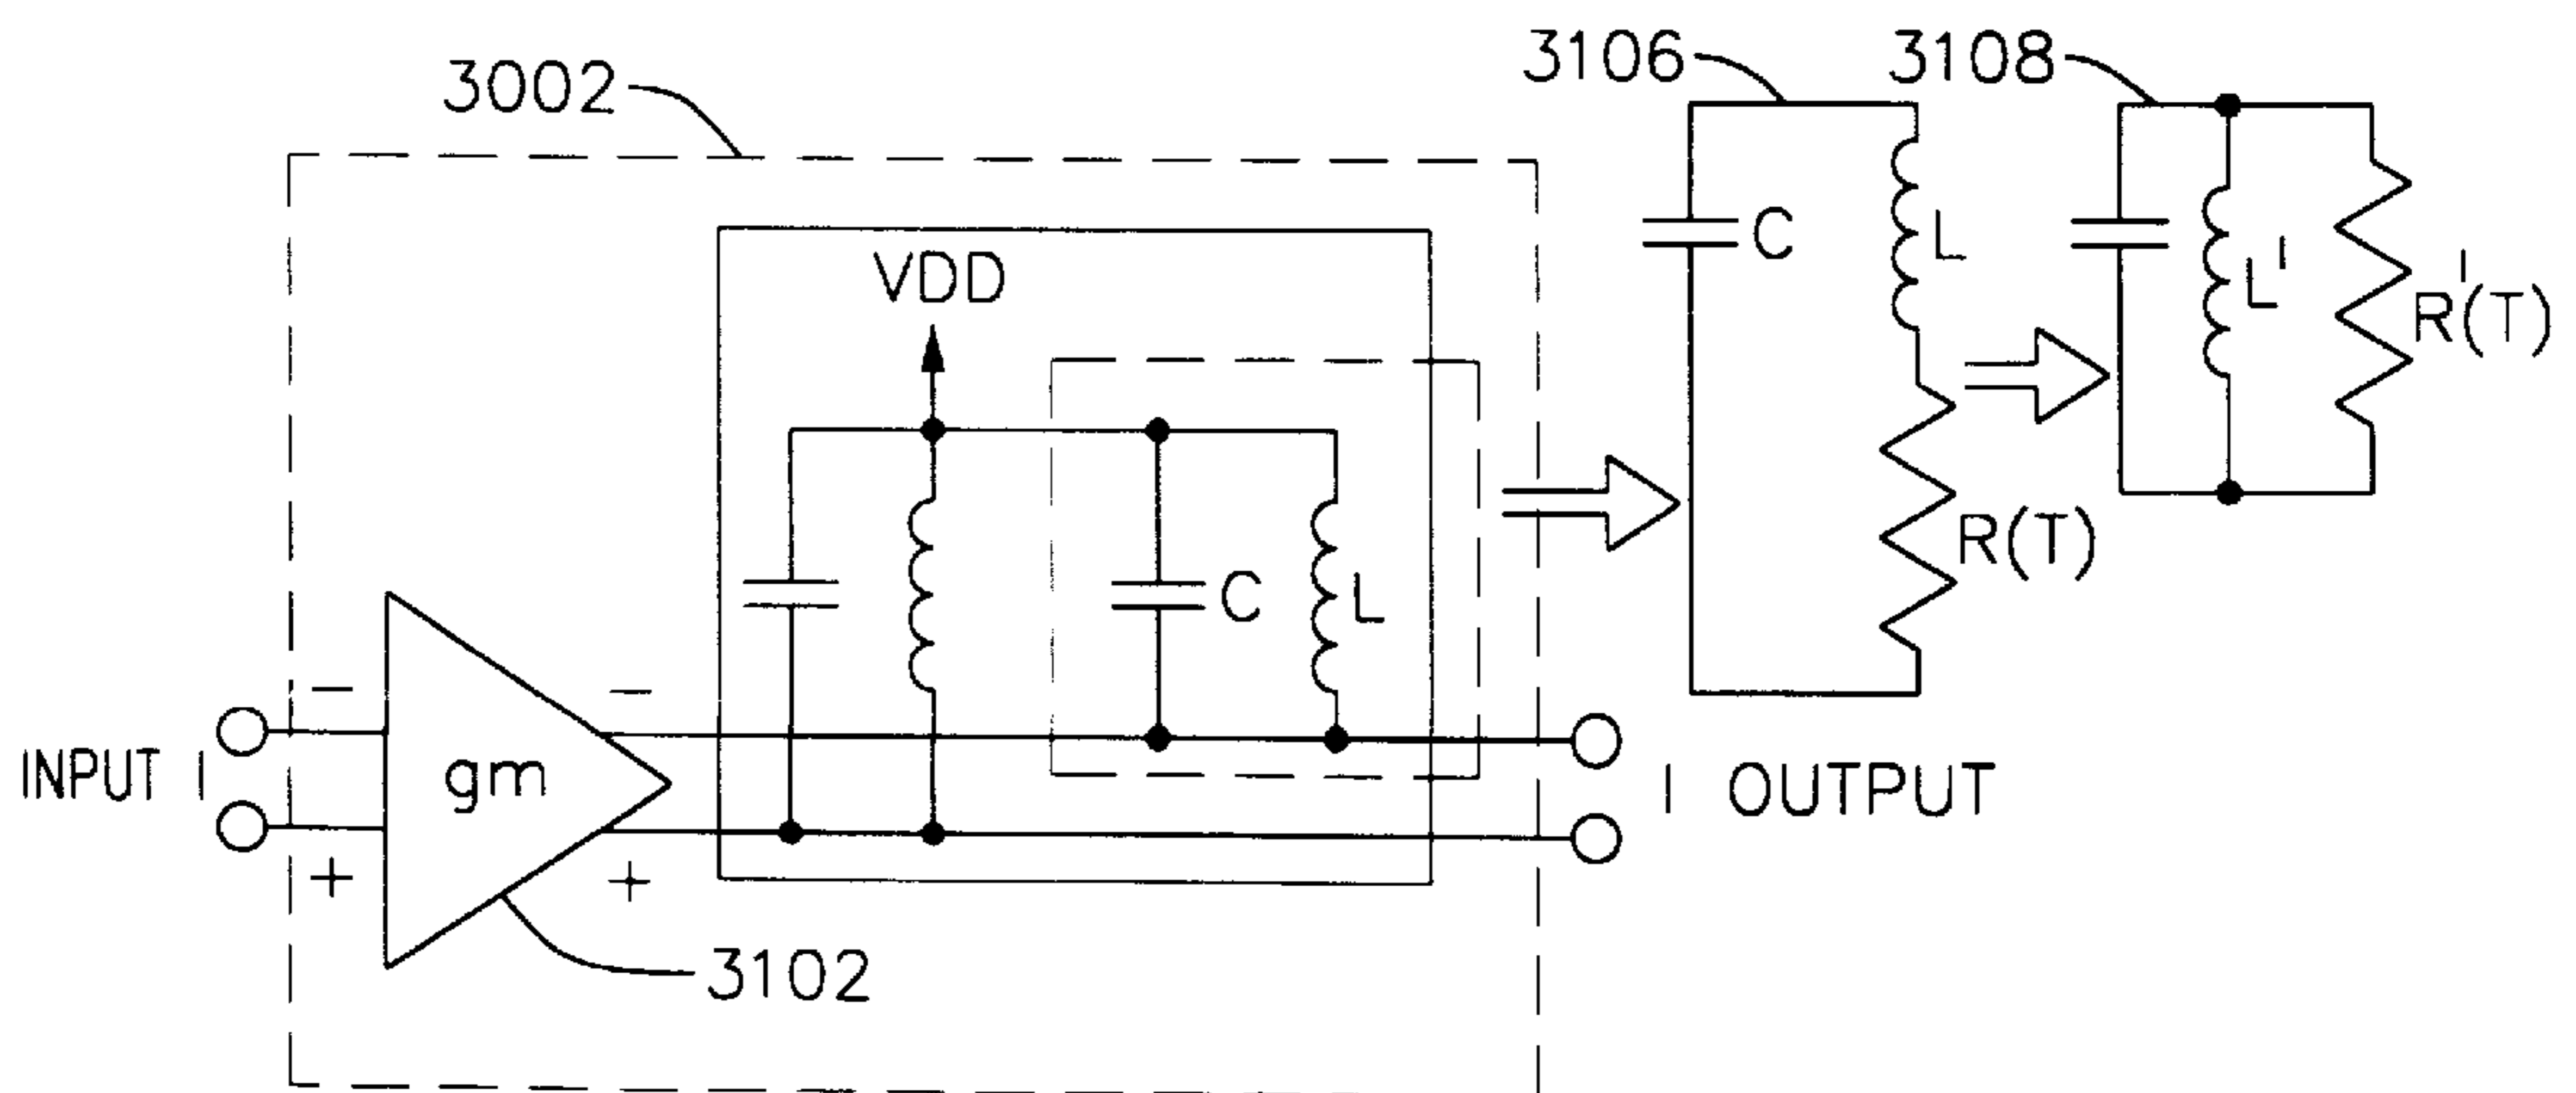 3002
3106
3108
VDD
C
L
L'
R'(T)
R(T)
C
L
−
−
INPUT I
gm
I OUTPUT
+
+
3102